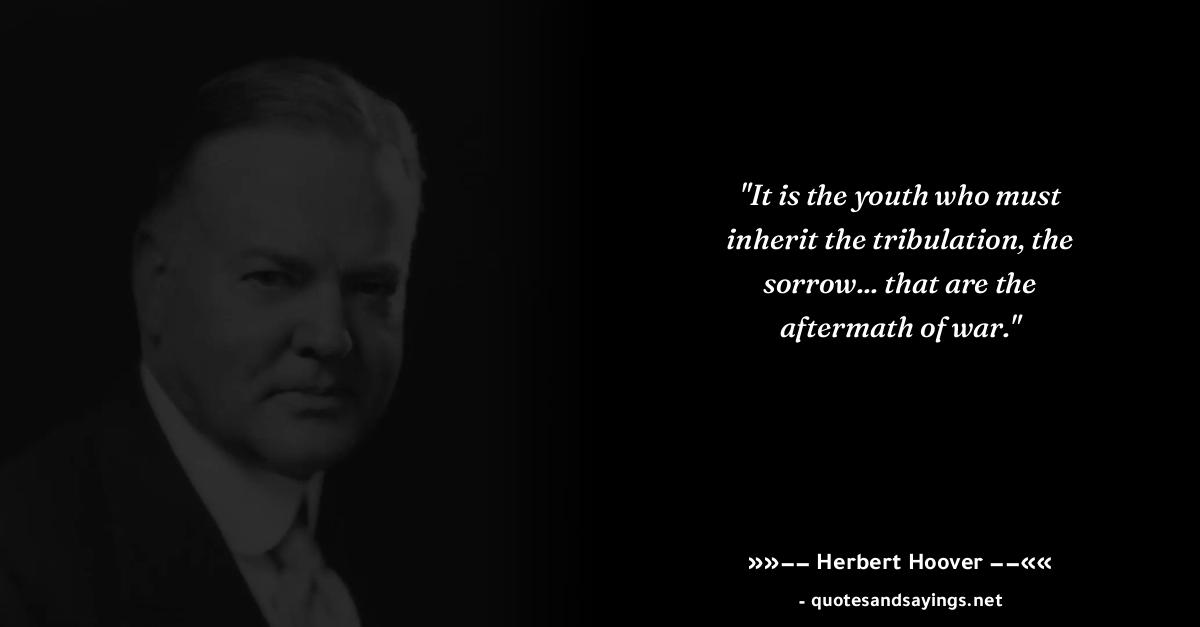 "It is the youth who must
inherit the tribulation, the
sorrow... that are the
aftermath of war."
»»−− Herbert Hoover −−««
- quotesandsayings.net